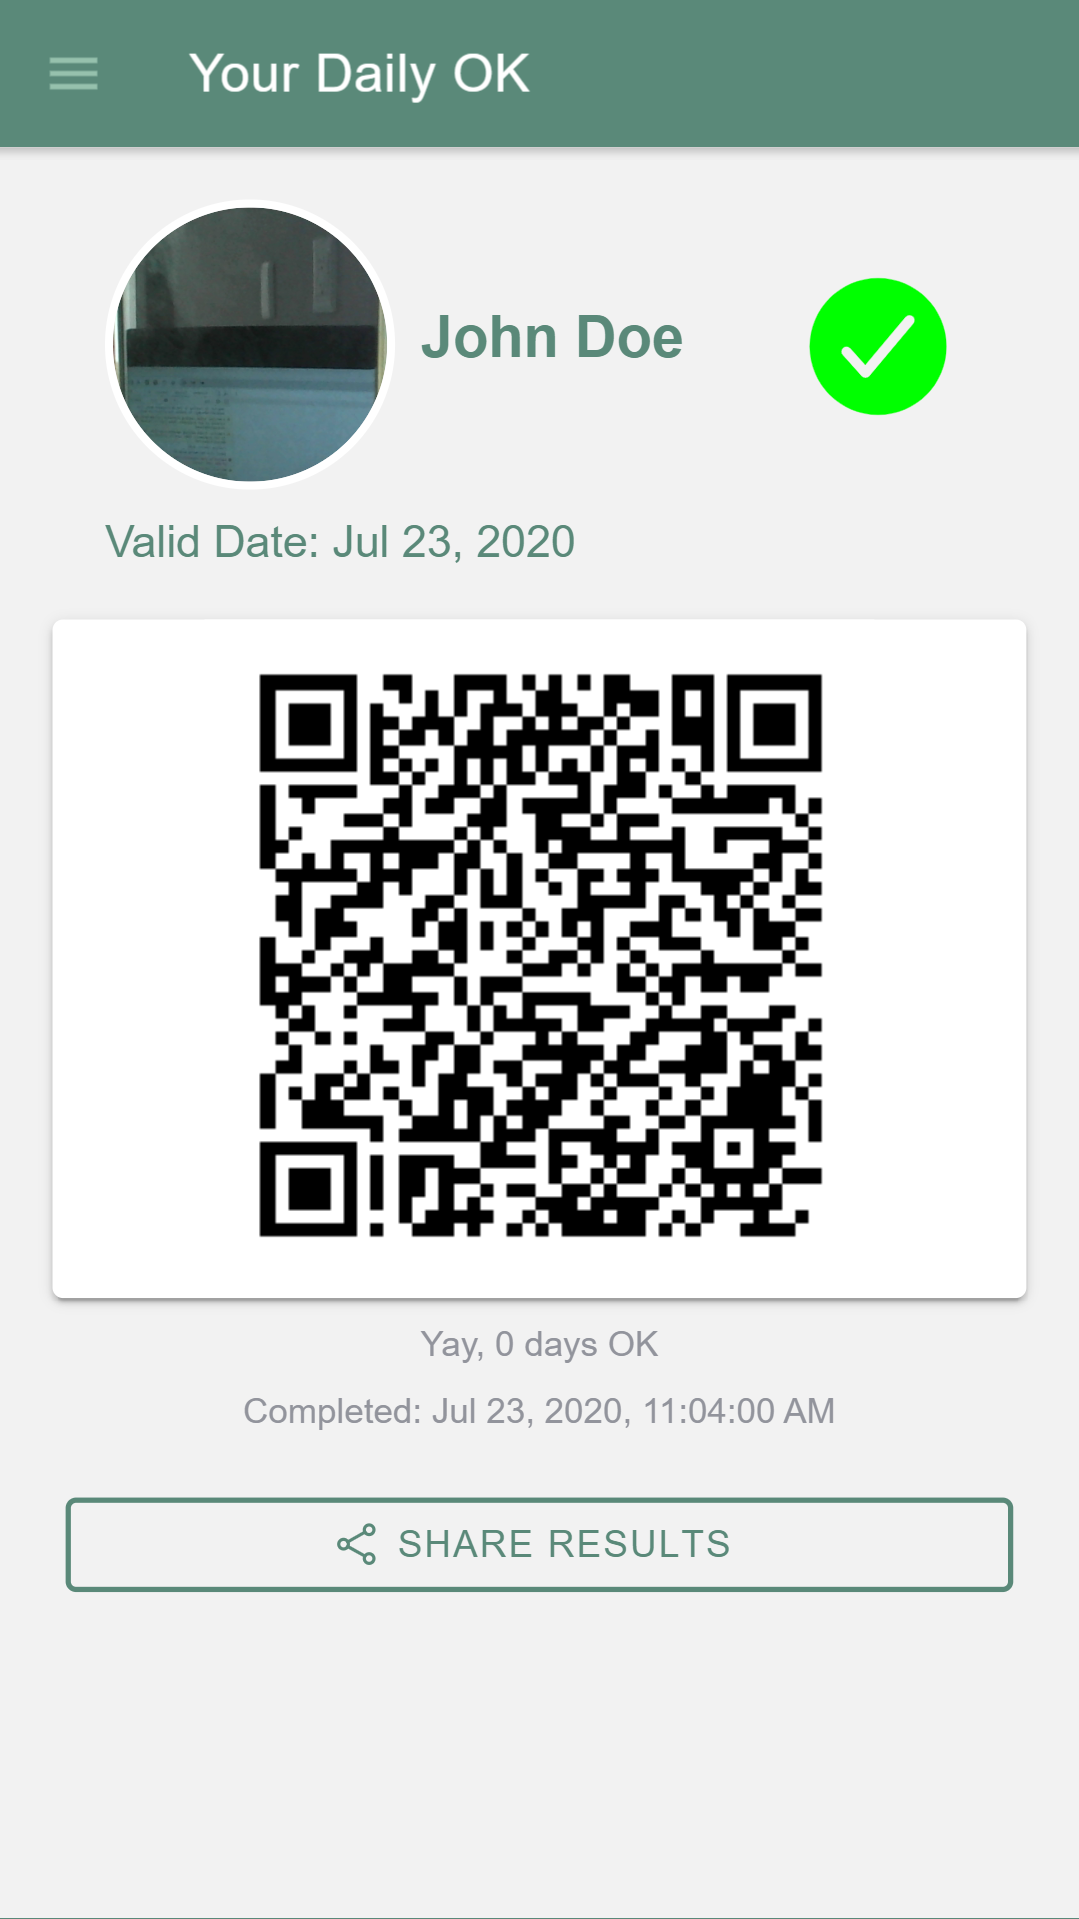 Your Daily OK
John Doe
Valid Date: Jul 23, 2020
Yay, 0 days OK
Completed: Jul 23, 2020, 11:04:00 AM
SHARE RESULTS